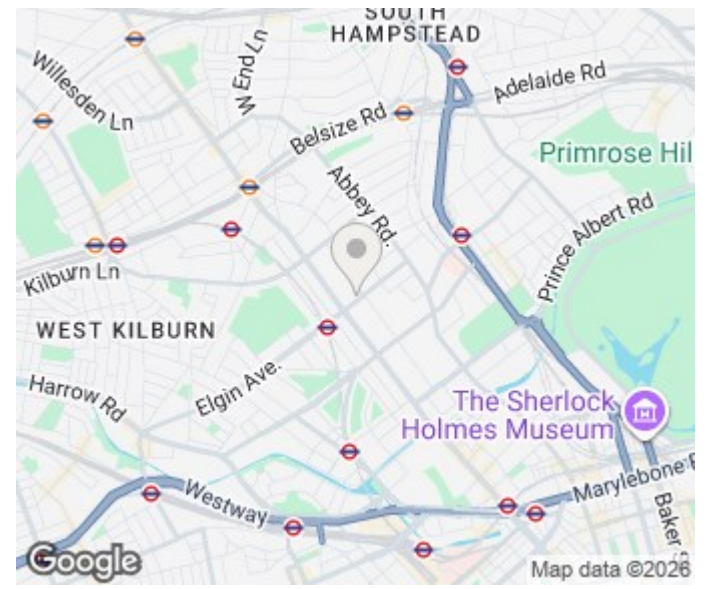 SOUTH
HAMPSTEAD
Willesden Ln
W End Ln
Adelaide Rd
Belsize Rd
Primrose Hil
Abbey Rd.
Prince Albert Rd
Kilburn Ln
WEST KILBURN
Elgin Ave.
Harrow Rd
The Sherlock
Holmes Museum
Marylebone
Westway
Baker
Google
Map data ©2026